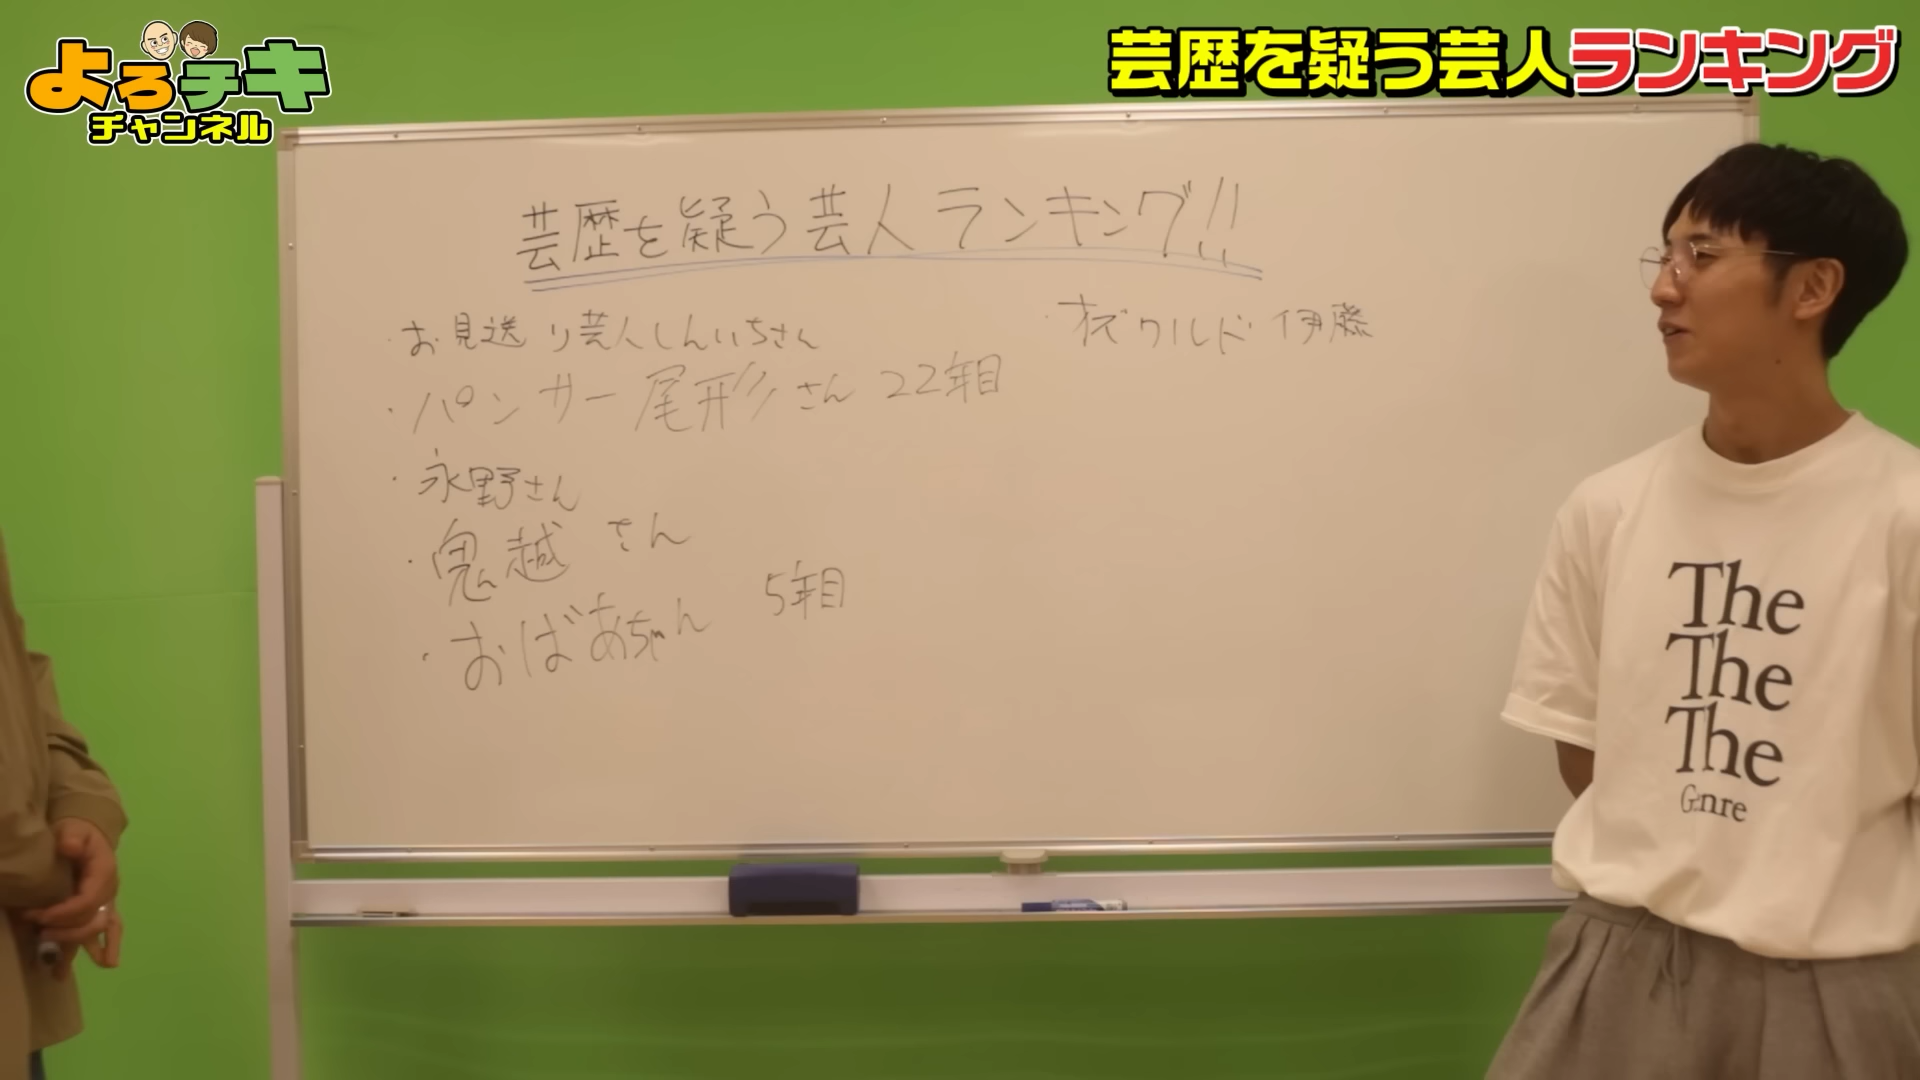 よろチキ
チャンネル
芸歴を疑う芸人ランキング
芸歴を疑う芸人ランキング!!
・お見送り芸人しんいちさん
・パンサー尾形さん 22年目
・永野さん
・鬼越さん
・おばあちゃん 5年目
・オズワルド 伊藤
The
The
The
Genre